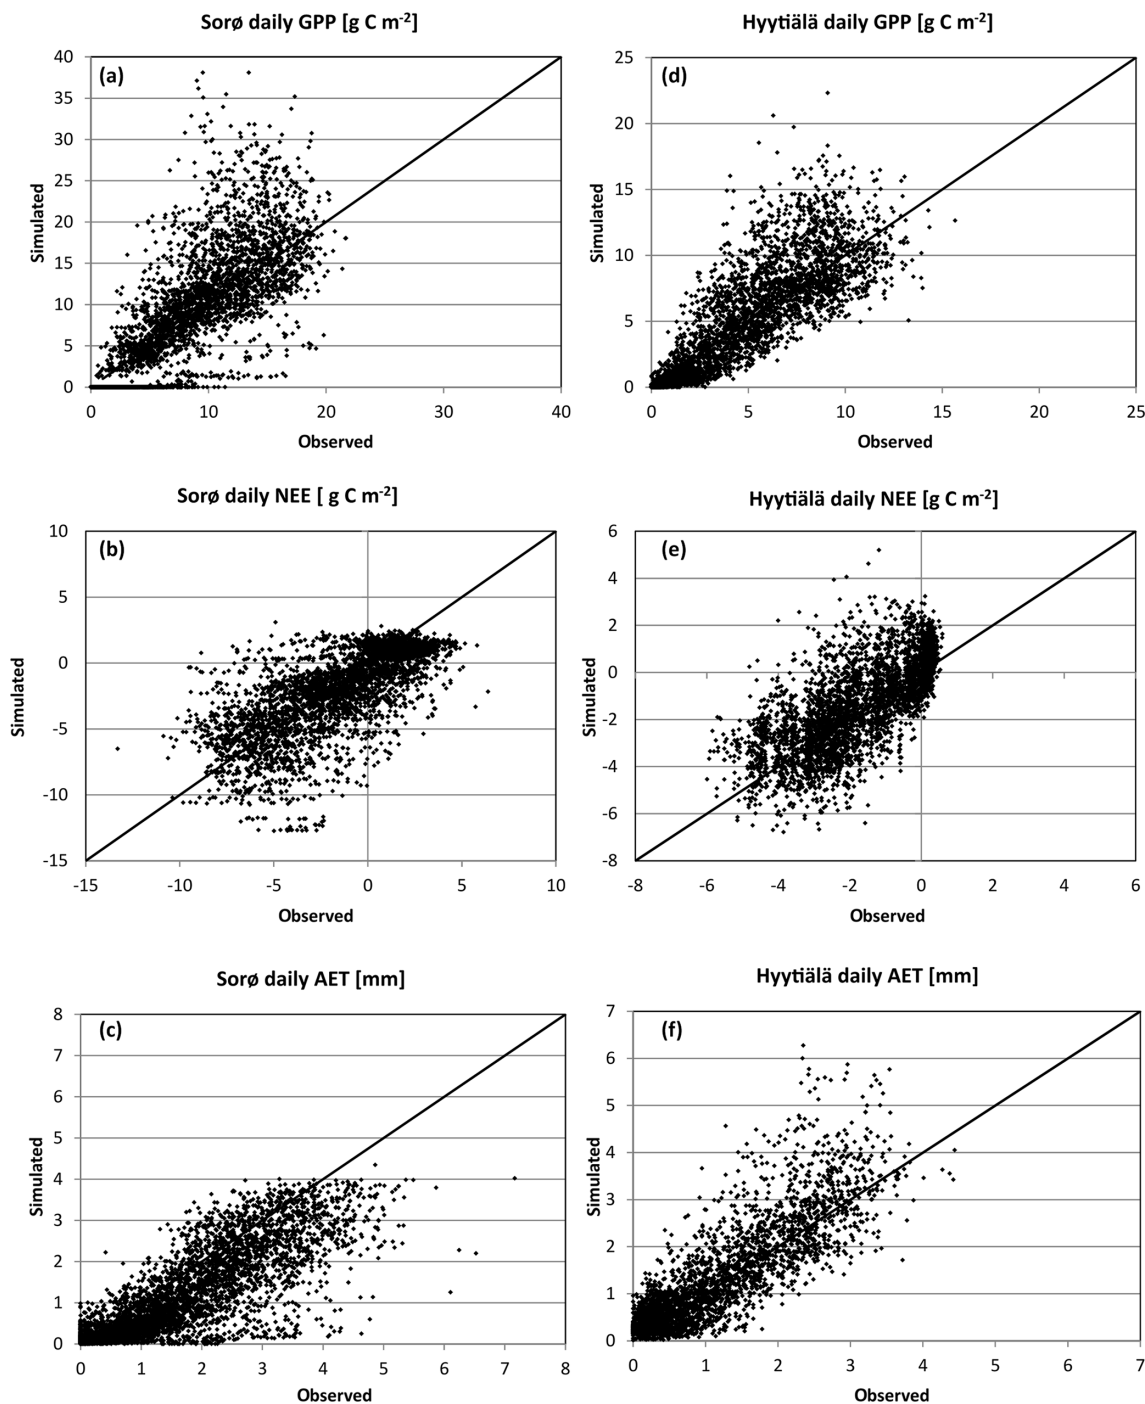 Sorø daily GPP [g C m-2]
(a)
40
35
30
25
20
15
10
5
0
0 10 20 30 40
Simulated
Observed
Hyytiälä daily GPP [g C m-2]
(d)
25
20
15
10
5
0
0 5 10 15 20 25
Simulated
Observed
Sorø daily NEE [ g C m-2]
(b)
10
5
0
-5
-10
-15
-15 -10 -5 0 5 10
Simulated
Observed
Hyytiälä daily NEE [g C m-2]
(e)
6
4
2
0
-2
-4
-6
-8
-8 -6 -4 -2 0 2 4 6
Simulated
Observed
Sorø daily AET [mm]
(c)
8
7
6
5
4
3
2
1
0
0 1 2 3 4 5 6 7 8
Simulated
Observed
Hyytiälä daily AET [mm]
(f)
7
6
5
4
3
2
1
0
0 1 2 3 4 5 6 7
Simulated
Observed